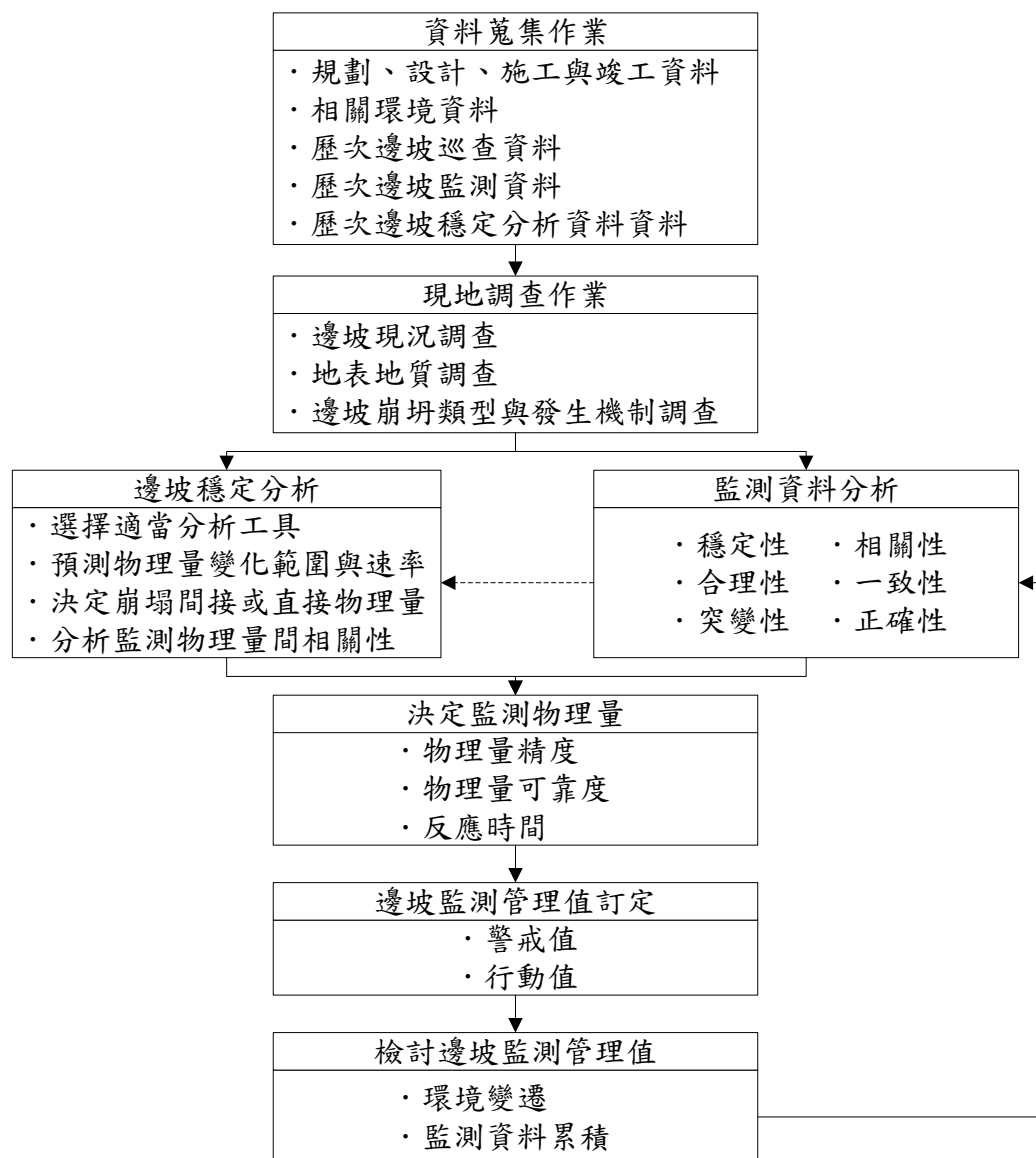 資料蒐集作業
·規劃、設計、施工與竣工資料
·相關環境資料
·歷次邊坡巡查資料
·歷次邊坡監測資料
·歷次邊坡穩定分析資料資料
現地調查作業
·邊坡現況調查
·地表地質調查
·邊坡崩坍類型與發生機制調查
邊坡穩定分析
·選擇適當分析工具
·預測物理量變化範圍與速率
·決定崩塌間接或直接物理量
·分析監測物理量間相關性
監測資料分析
·穩定性 ·相關性
·合理性 ·一致性
·突變性 ·正確性
決定監測物理量
·物理量精度
·物理量可靠度
·反應時間
邊坡監測管理值訂定
·警戒值
·行動值
檢討邊坡監測管理值
·環境變遷
·監測資料累積